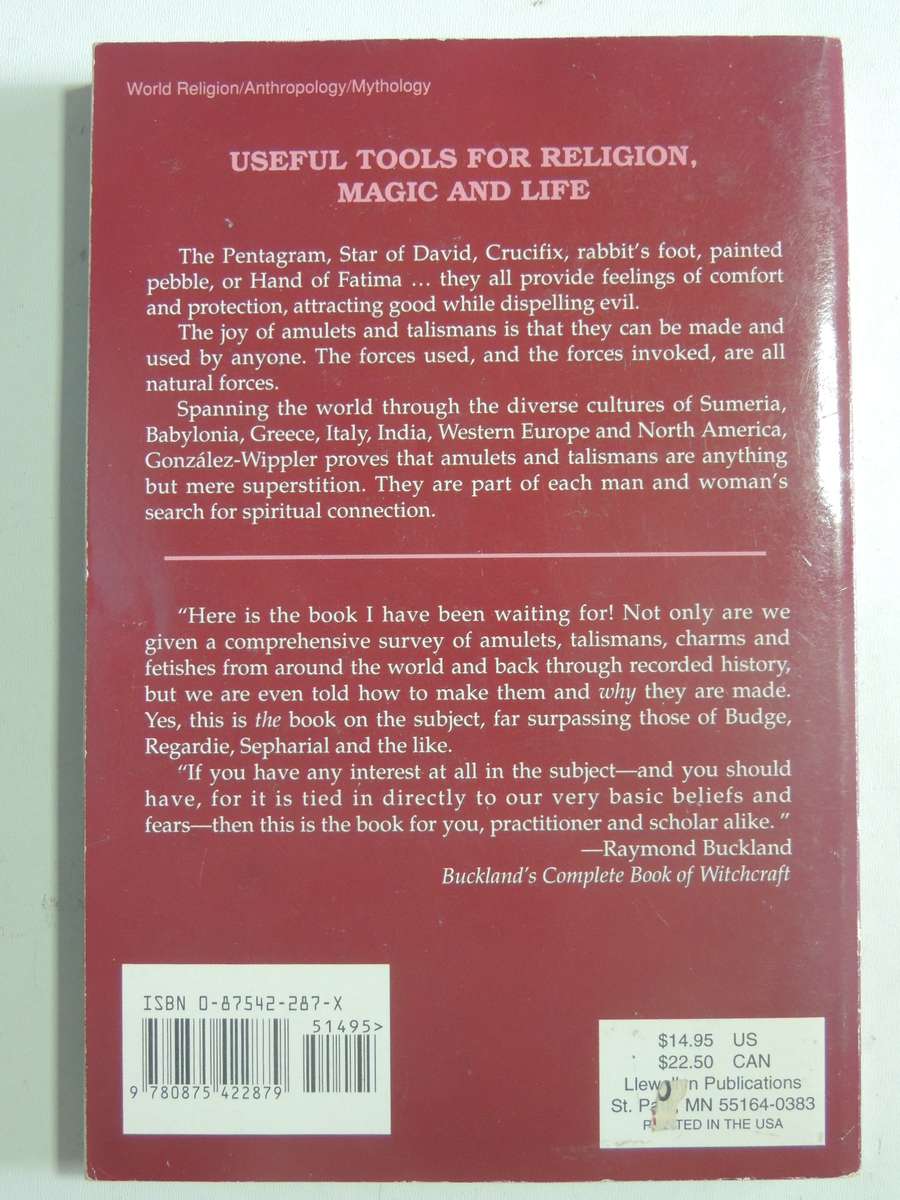 World Religion/Anthropology/Mythology
USEFUL TOOLS FOR RELIGION,
MAGIC AND LIFE
The Pentagram, Star of David, Crucifix, rabbit's foot, painted
pebble, or Hand of Fatima ... they all provide feelings of comfort
and protection, attracting good while dispelling evil.
The joy of amulets and talismans is that they can be made and
used by anyone. The forces used, and the forces invoked, are all
natural forces.
Spanning the world through the diverse cultures of Sumeria,
Babylonia, Greece, Italy, India, Western Europe and North America,
González-Wippler proves that amulets and talismans are anything
but mere superstition. They are part of each man and woman's
search for spiritual connection.
"Here is the book I have been waiting for! Not only are we
given a comprehensive survey of amulets, talismans, charms and
fetishes from around the world and back through recorded history,
but we are even told how to make them and why they are made.
Yes, this is the book on the subject, far surpassing those of Budge,
Regardie, Sepharial and the like.
"If you have any interest at all in the subject—and you should
have, for it is tied in directly to our very basic beliefs and
fears—then this is the book for you, practitioner and scholar alike. "
—Raymond Buckland
Buckland's Complete Book of Witchcraft
ISBN 0-87542-287-X
51495>
9 780875 422879
$14.95 US
$22.50 CAN
Publications
St. MN 55164-0383
IN THE USA